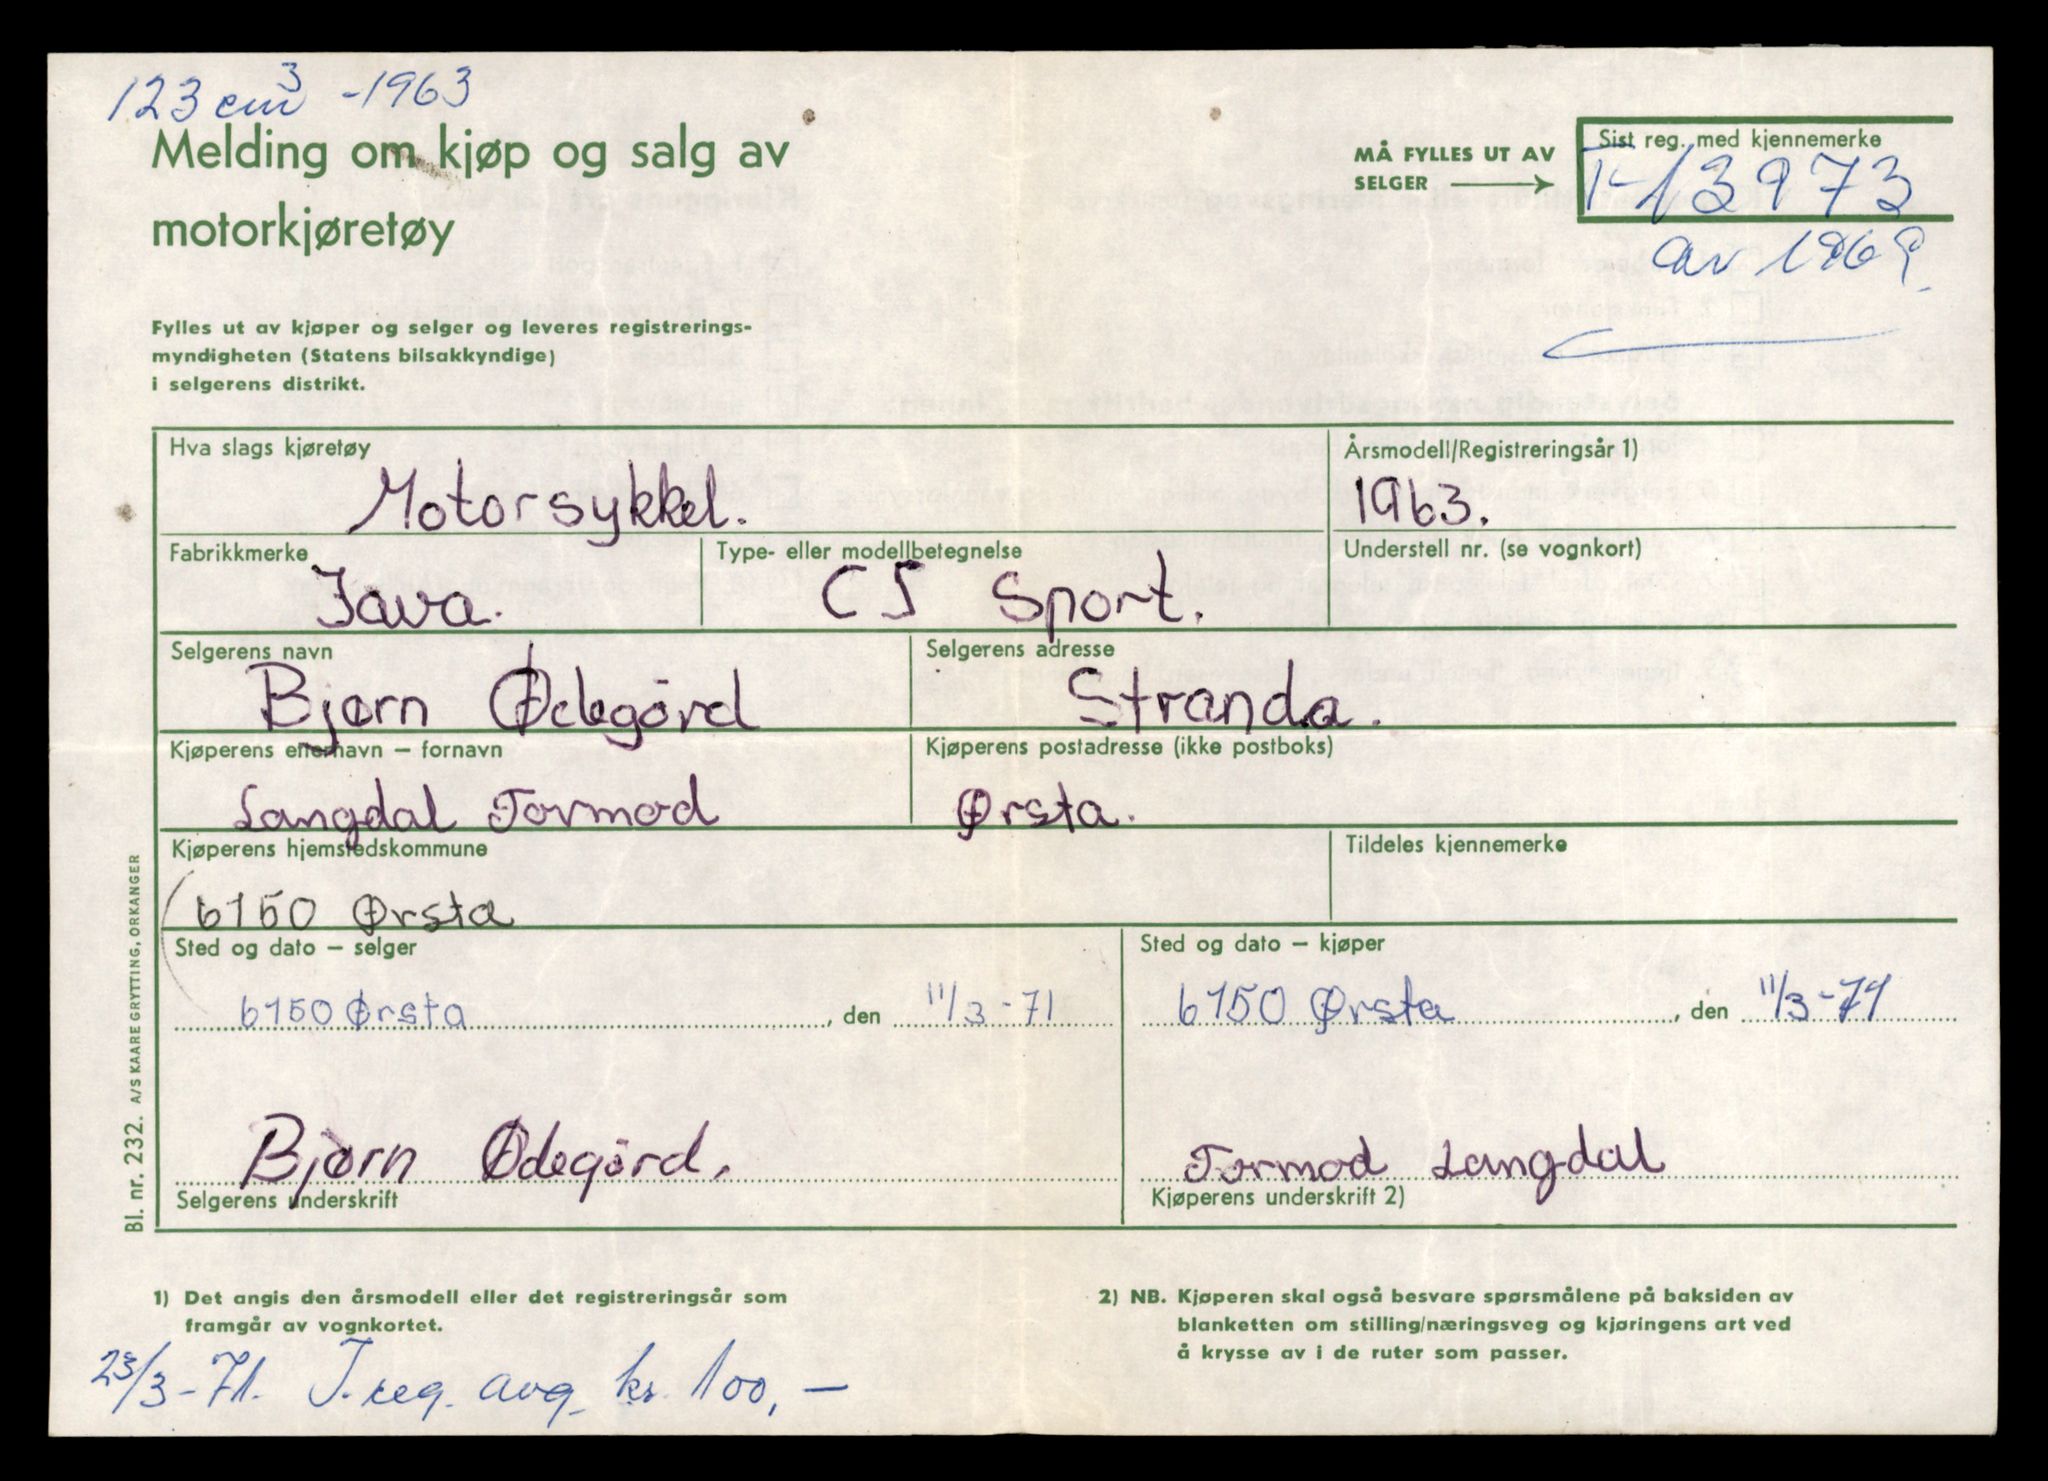 123 cm³ -1963
Melding om kjøp og salg av
motorkjøretøy
MÅ FYLLES UT AV
SELGER
Sist reg. med kjennemerke
T-13973
av 1969
Fylles ut av kjøper og selger og leveres registrerings-
myndigheten (Statens bilsakkyndige)
i selgerens distrikt.
Hva slags kjøretøy
Motorsykkel.
Årsmodell/Registreringsår 1)
1963.
Fabrikkmerke
Java.
Type- eller modellbetegnelse
CS Sport.
Understell nr. (se vognkort)
Selgerens navn
Bjørn Ødegård
Selgerens adresse
Stranda.
Kjøperens etternavn – fornavn
Langdal Tormod
Kjøperens postadresse (ikke postboks)
Ørsta.
Kjøperens hjemstedskommune
6150 Ørsta
Tildeles kjennemerke
Sted og dato – selger
6150 Ørsta, den 11/3-71
Sted og dato – kjøper
6150 Ørsta, den 11/3-71
Bjørn Ødegård.
Selgerens underskrift
Tormod Langdal
Kjøperens underskrift 2)
Bl. nr. 232. A/S KAARE GRYTTING, ORKANGER
1) Det angis den årsmodell eller det registreringsår som
framgår av vognkortet.
2) NB. Kjøperen skal også besvare spørsmålene på baksiden av
blanketten om stilling/næringsveg og kjøringens art ved
å krysse av i de ruter som passer.
23/3-71. I. reg. avg. kr. 100,-